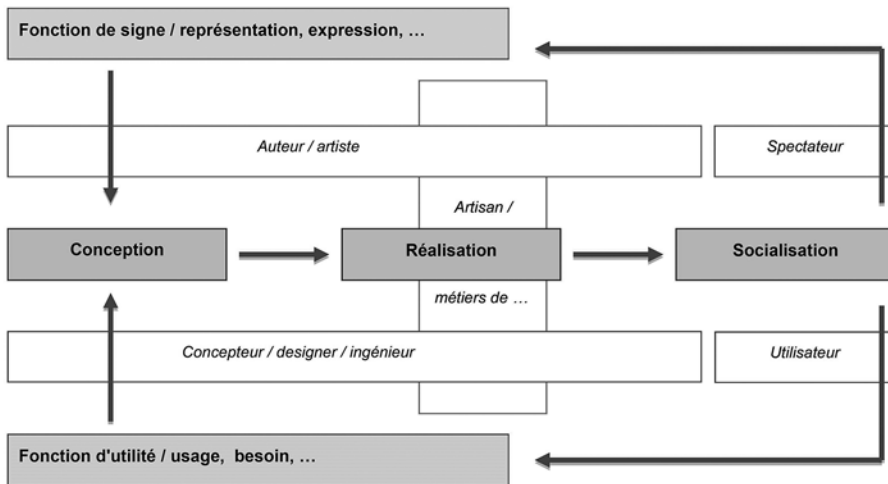 Fonction de signe / représentation, expression, …
Auteur / artiste
Spectateur
Artisan /
Conception
Réalisation
Socialisation
métiers de …
Concepteur / designer / ingénieur
Utilisateur
Fonction d'utilité / usage,  besoin, …